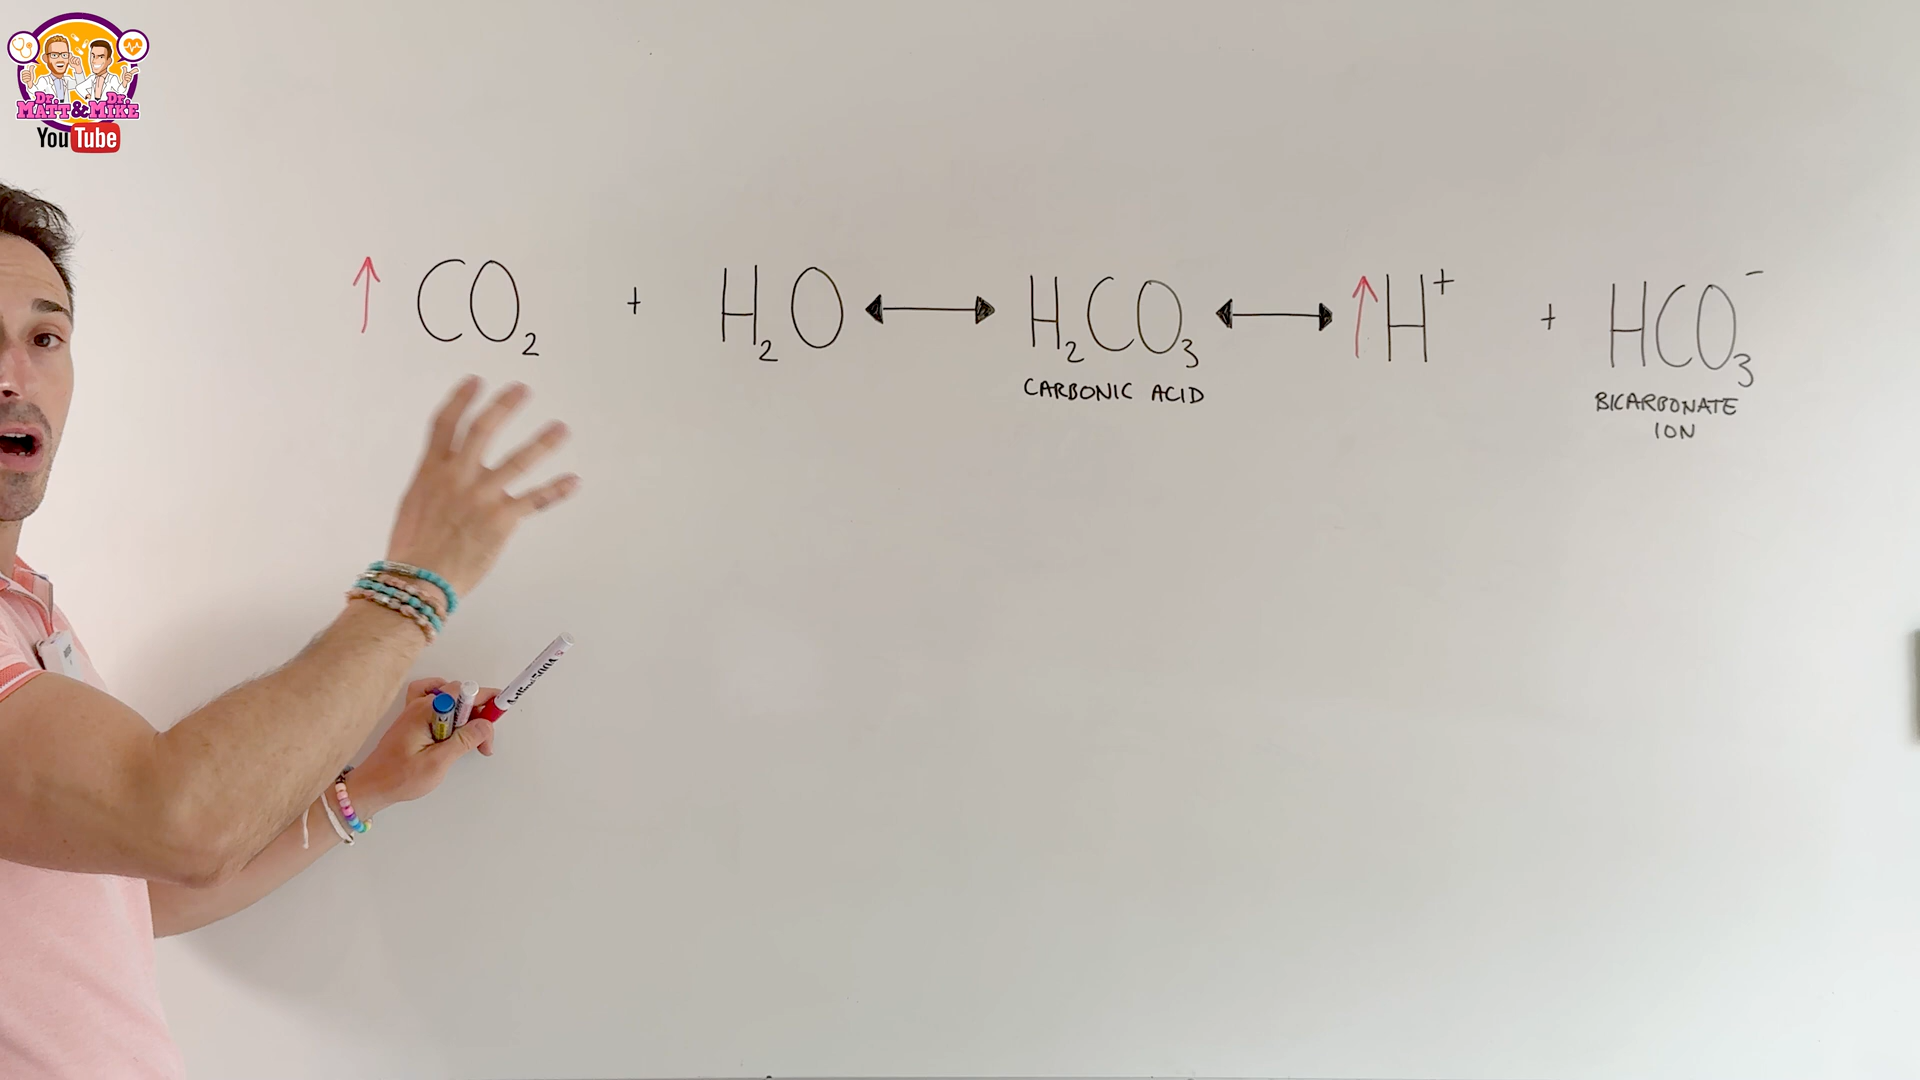 Dr. Dr.
MATT & MIKE
YouTube
↑ CO₂ + H₂O ↔ H₂CO₃ ↔ ↑ H⁺ + HCO₃⁻
CARBONIC ACID
BICARBONATE
ION